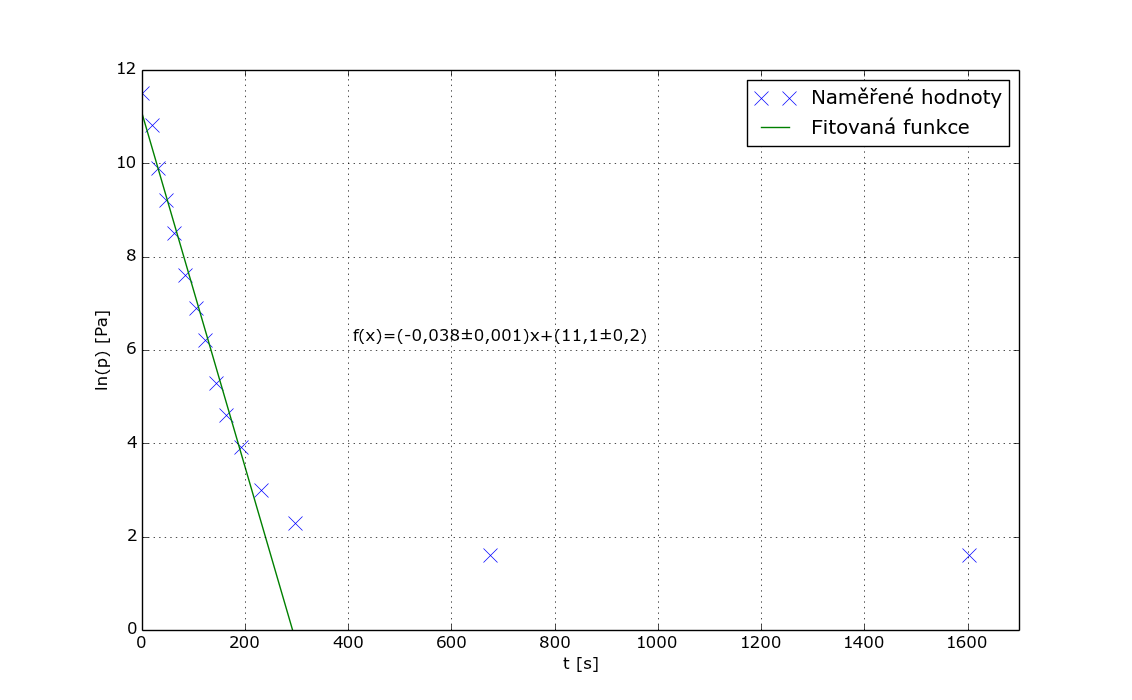 12
10
8
6
4
2
0
ln(p) [Pa]
Naměřené hodnoty
Fitovaná funkce
f(x)=(-0,038±0,001)x+(11,1±0,2)
0 200 400 600 800 1000 1200 1400 1600
t [s]